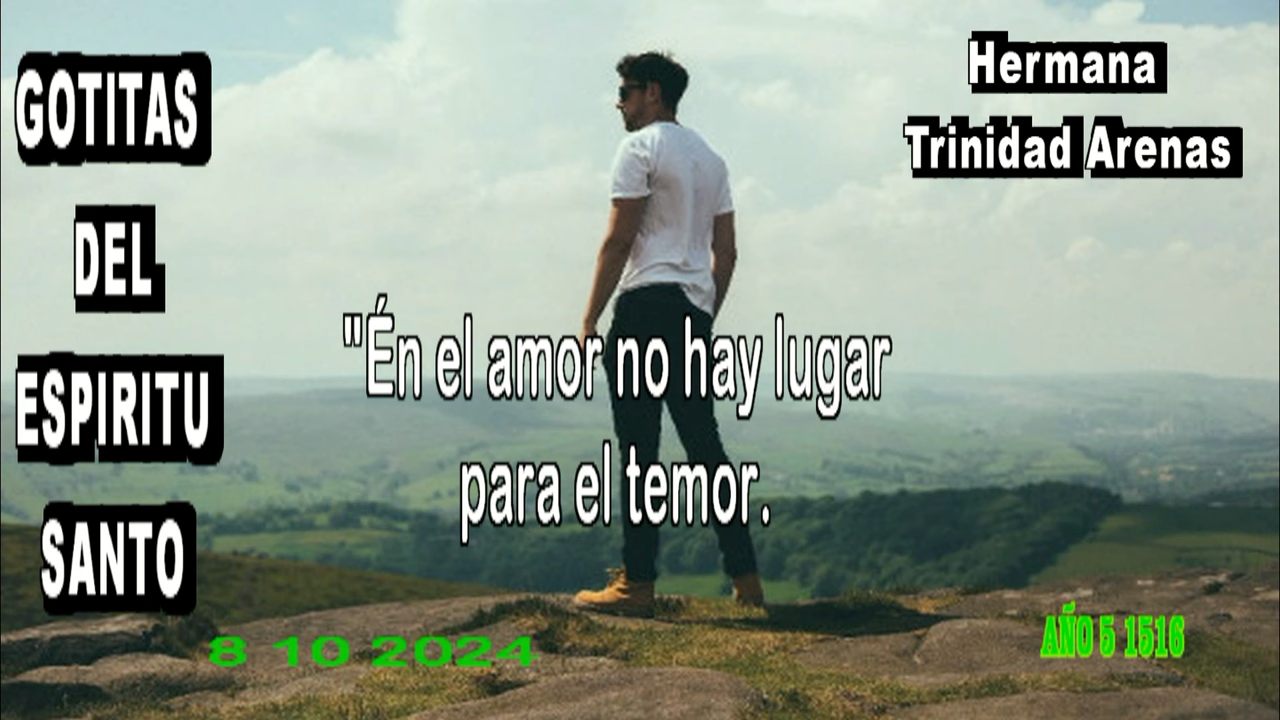 GOTITAS
DEL
ESPIRITU
SANTO
Hermana
Trinidad Arenas
"Én el amor no hay lugar
para el temor.
8 10 2024
AÑO 5 1516